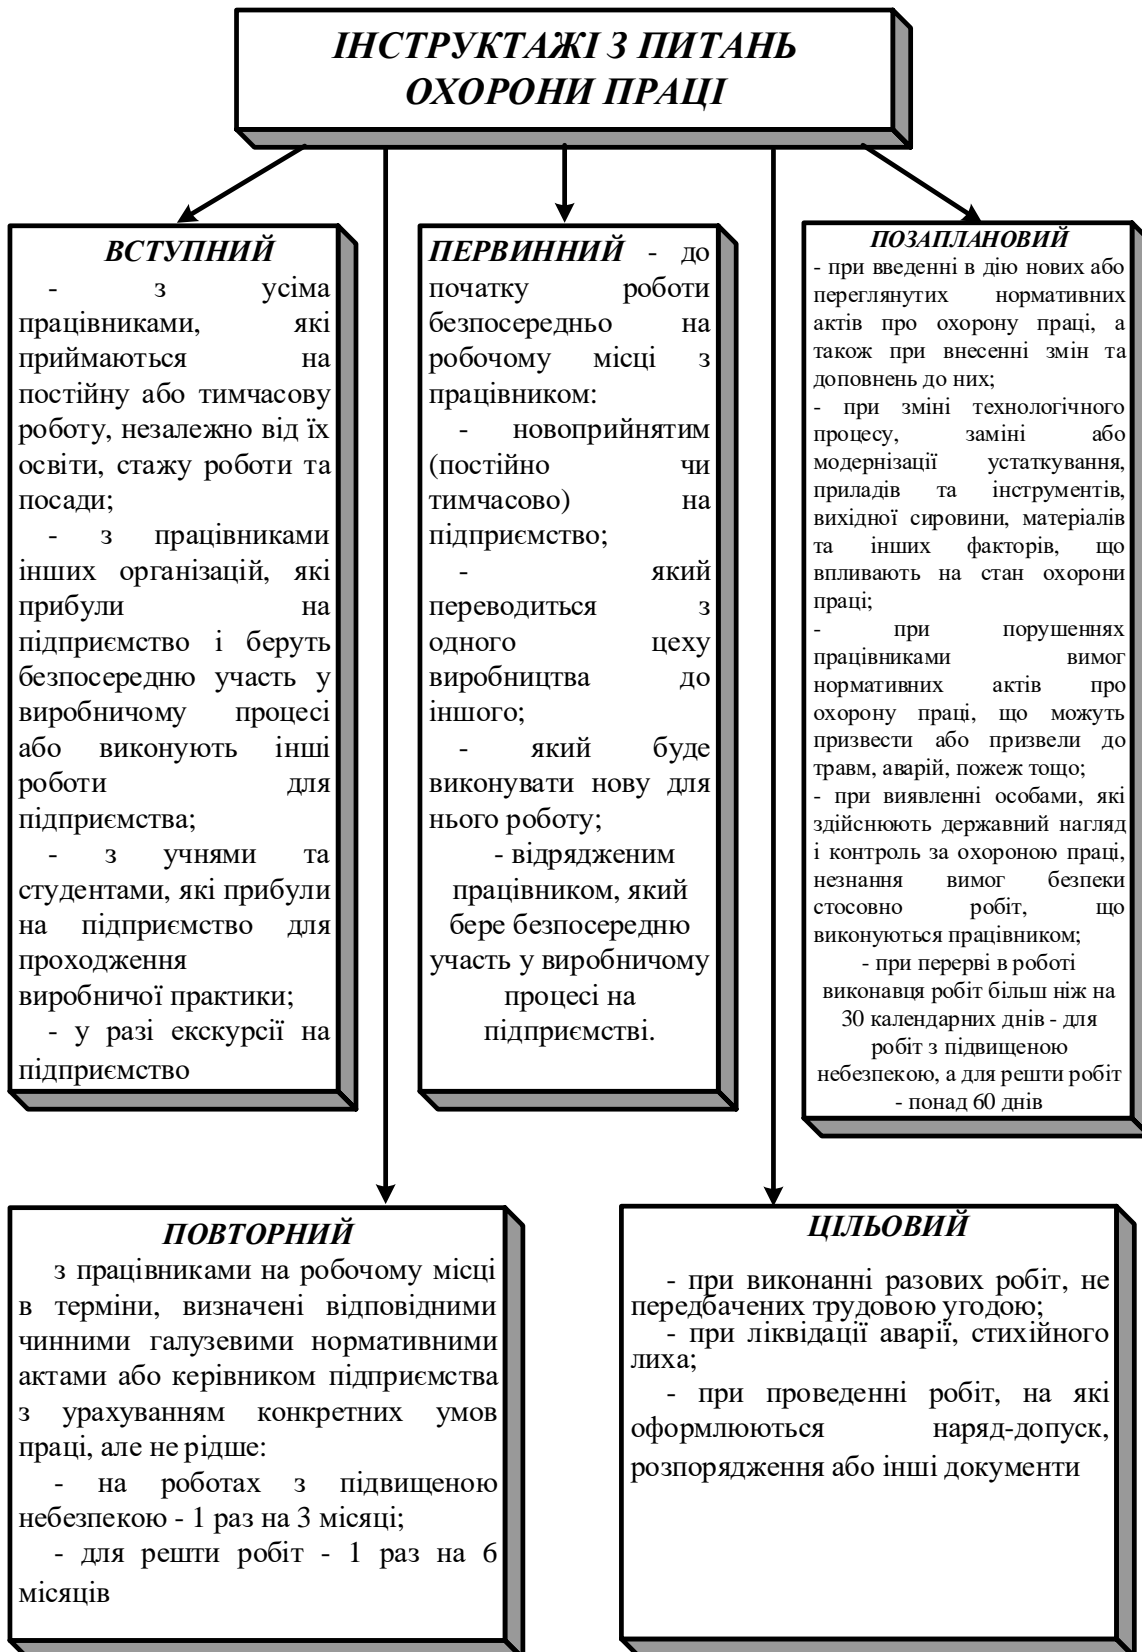 ІНСТРУКТАЖІ З ПИТАНЬ
ОХОРОНИ ПРАЦІ
ВСТУПНИЙ
- з усіма
працівниками, які
приймаються на
постійну або тимчасову
роботу, незалежно від їх
освіти, стажу роботи та
посади;
- з працівниками
інших організацій, які
прибули на
підприємство і беруть
безпосередню участь у
виробничому процесі
або виконують інші
роботи для
підприємства;
- з учнями та
студентами, які прибули
на підприємство для
проходження
виробничої практики;
- у разі екскурсії на
підприємство
ПЕРВИННИЙ - до
початку роботи
безпосередньо на
робочому місці з
працівником:
- новоприйнятим
(постійно чи
тимчасово) на
підприємство;
- який
переводиться з
одного цеху
виробництва до
іншого;
- який буде
виконувати нову для
нього роботу;
- відрядженим
працівником, який
бере безпосередню
участь у виробничому
процесі на
підприємстві.
ПОЗАПЛАНОВИЙ
- при введенні в дію нових або
переглянутих нормативних
актів про охорону праці, а
також при внесенні змін та
доповнень до них;
- при зміні технологічного
процесу, заміні або
модернізації устаткування,
приладів та інструментів,
вихідної сировини, матеріалів
та інших факторів, що
впливають на стан охорони
праці;
- при порушеннях
працівниками вимог
нормативних актів про
охорону праці, що можуть
призвести або призвели до
травм, аварій, пожеж тощо;
- при виявленні особами, які
здійснюють державний нагляд
і контроль за охороною праці,
незнання вимог безпеки
стосовно робіт, що
виконуються працівником;
- при перерві в роботі
виконавця робіт більш ніж на
30 календарних днів - для
робіт з підвищеною
небезпекою, а для решти робіт
- понад 60 днів
ПОВТОРНИЙ
з працівниками на робочому місці
в терміни, визначені відповідними
чинними галузевими нормативними
актами або керівником підприємства
з урахуванням конкретних умов
праці, але не рідше:
- на роботах з підвищеною
небезпекою - 1 раз на 3 місяці;
- для решти робіт - 1 раз на 6
місяців
ЦІЛЬОВИЙ
- при виконанні разових робіт, не
передбачених трудовою угодою;
- при ліквідації аварії, стихійного
лиха;
- при проведенні робіт, на які
оформлюються наряд-допуск,
розпорядження або інші документи